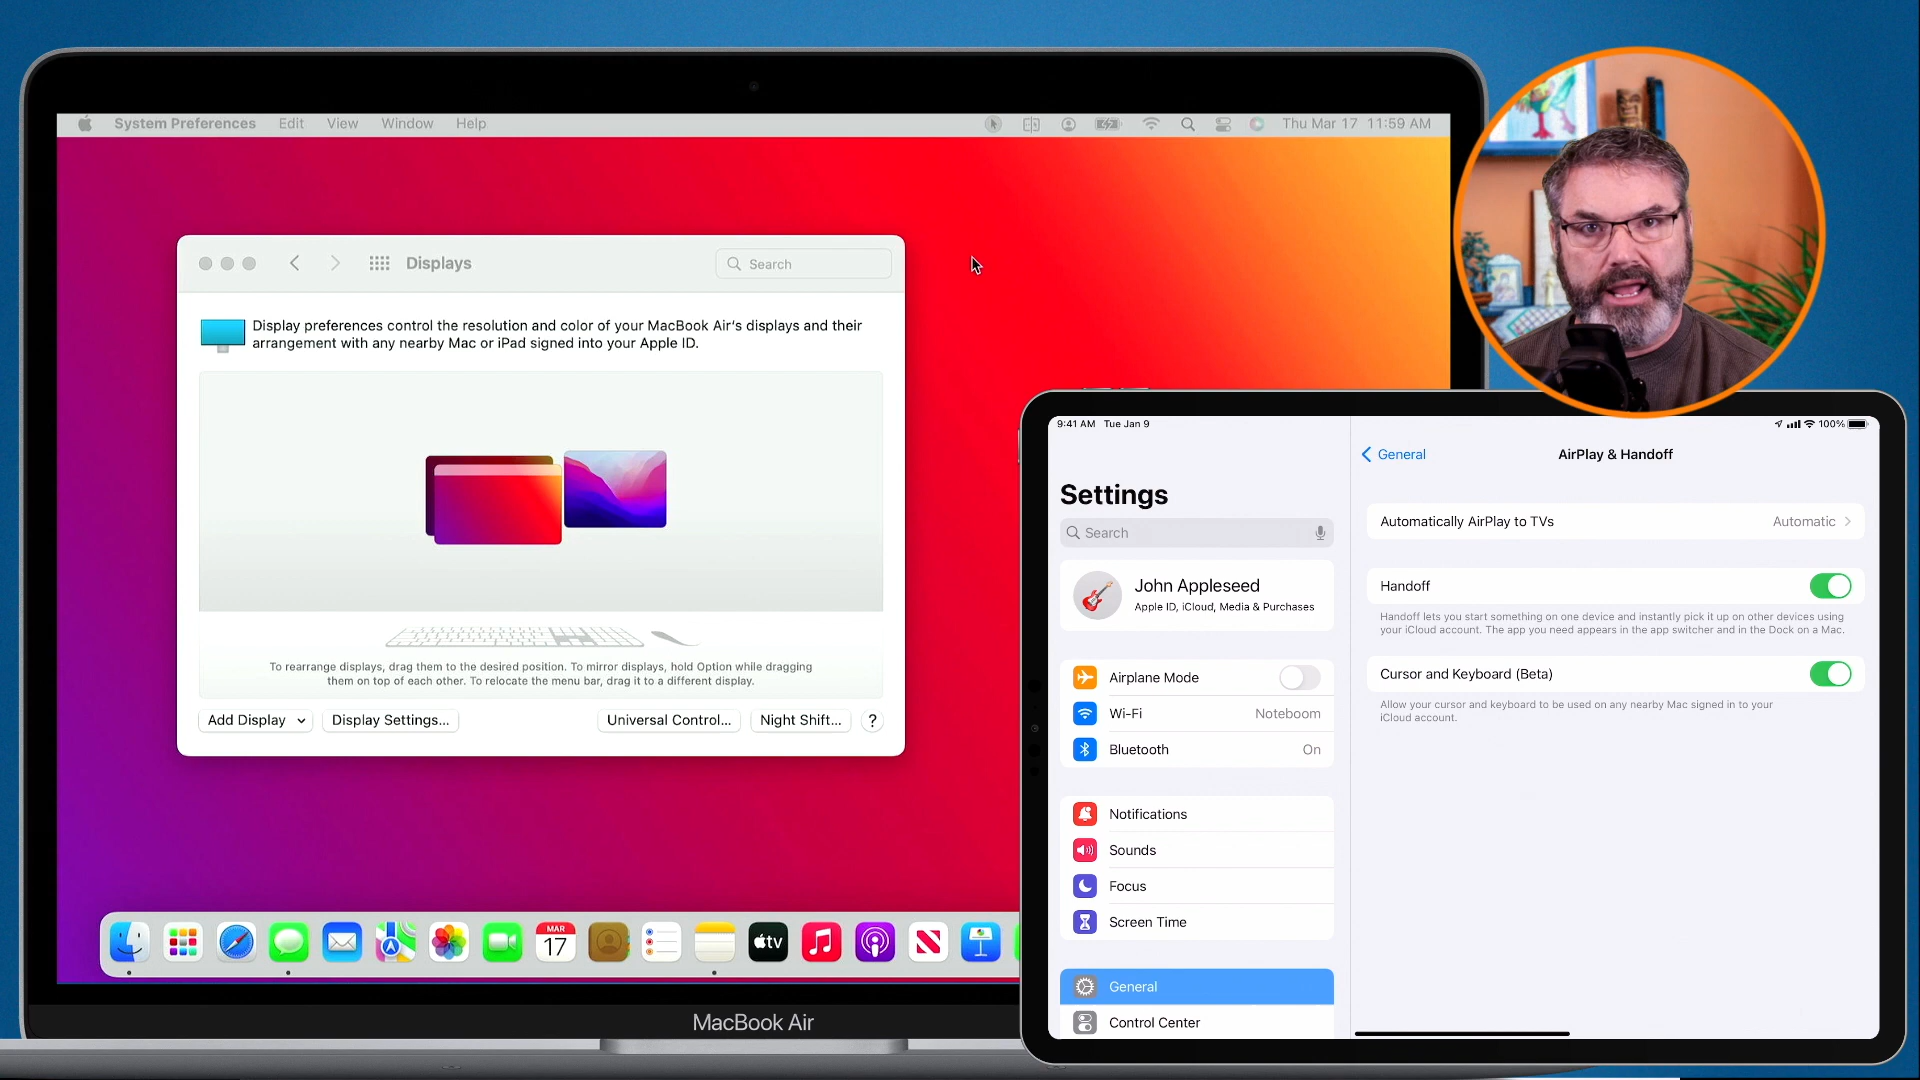 System Preferences Edit View Window Help
Thu Mar 17 11:59 AM
Displays
Search
Display preferences control the resolution and color of your MacBook Air's displays and their
arrangement with any nearby Mac or iPad signed into your Apple ID.
To rearrange displays, drag them to the desired position. To mirror displays, hold Option while dragging
them on top of each other. To relocate the menu bar, drag it to a different display.
Add Display
Display Settings...
Universal Control...
Night Shift...
?
MAR
17
tv
MacBook Air
9:41 AM Tue Jan 9
100%
Settings
Search
John Appleseed
Apple ID, iCloud, Media & Purchases
Airplane Mode
Wi-Fi Noteboom
Bluetooth On
Notifications
Sounds
Focus
Screen Time
General
Control Center
General
AirPlay & Handoff
Automatically AirPlay to TVs Automatic
Handoff
Handoff lets you start something on one device and instantly pick it up on other devices using
your iCloud account. The app you need appears in the app switcher and in the Dock on a Mac.
Cursor and Keyboard (Beta)
Allow your cursor and keyboard to be used on any nearby Mac signed in to your
iCloud account.